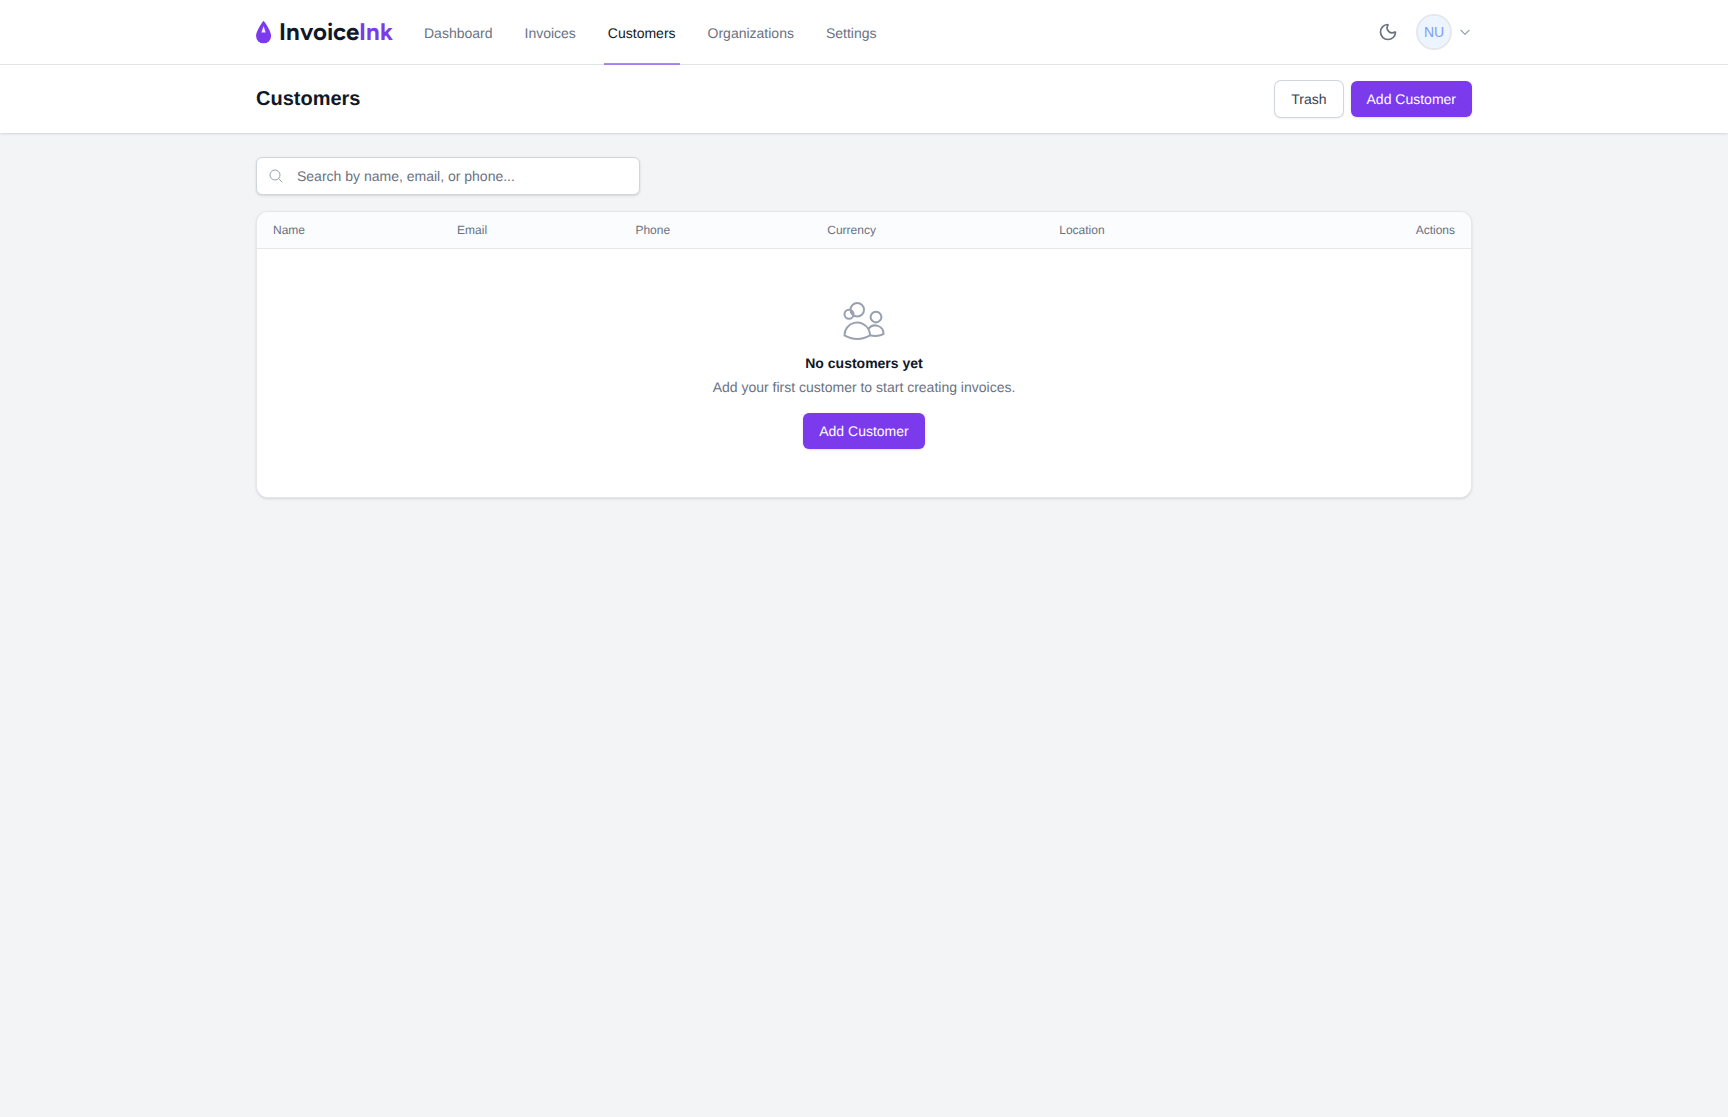 InvoiceInk Dashboard Invoices Customers Organizations Settings NU
Customers Trash Add Customer
Search by name, email, or phone...
Name Email Phone Currency Location Actions
No customers yet
Add your first customer to start creating invoices.
Add Customer